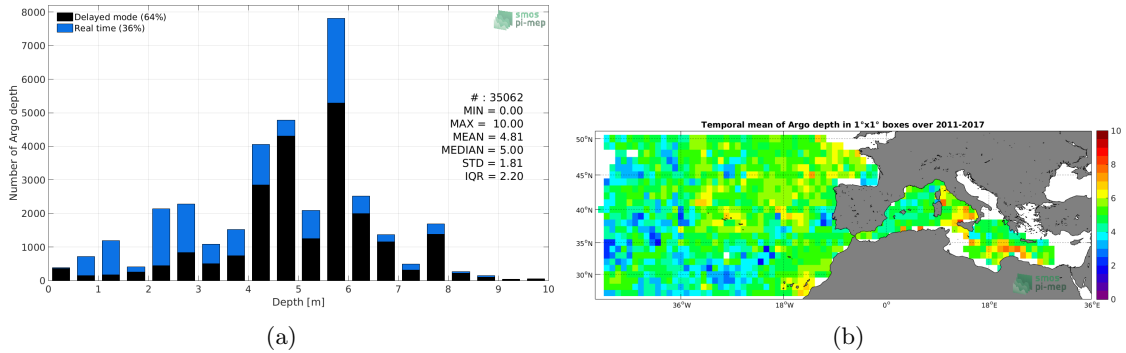 Delayed mode (64%)
Real time (36%)
smos
pi-mep
Number of Argo depth
8000
7000
6000
5000
4000
3000
2000
1000
0
# : 35062
MIN = 0.00
MAX = 10.00
MEAN = 4.81
MEDIAN = 5.00
STD = 1.81
IQR = 2.20
0 1 2 3 4 5 6 7 8 9 10
Depth [m]
(a)
Temporal mean of Argo depth in 1°x1° boxes over 2011-2017
50°N
45°N
40°N
35°N
30°N
36°W 18°W 0° 18°E 36°E
10
8
6
4
2
0
smos
pi-mep
(b)